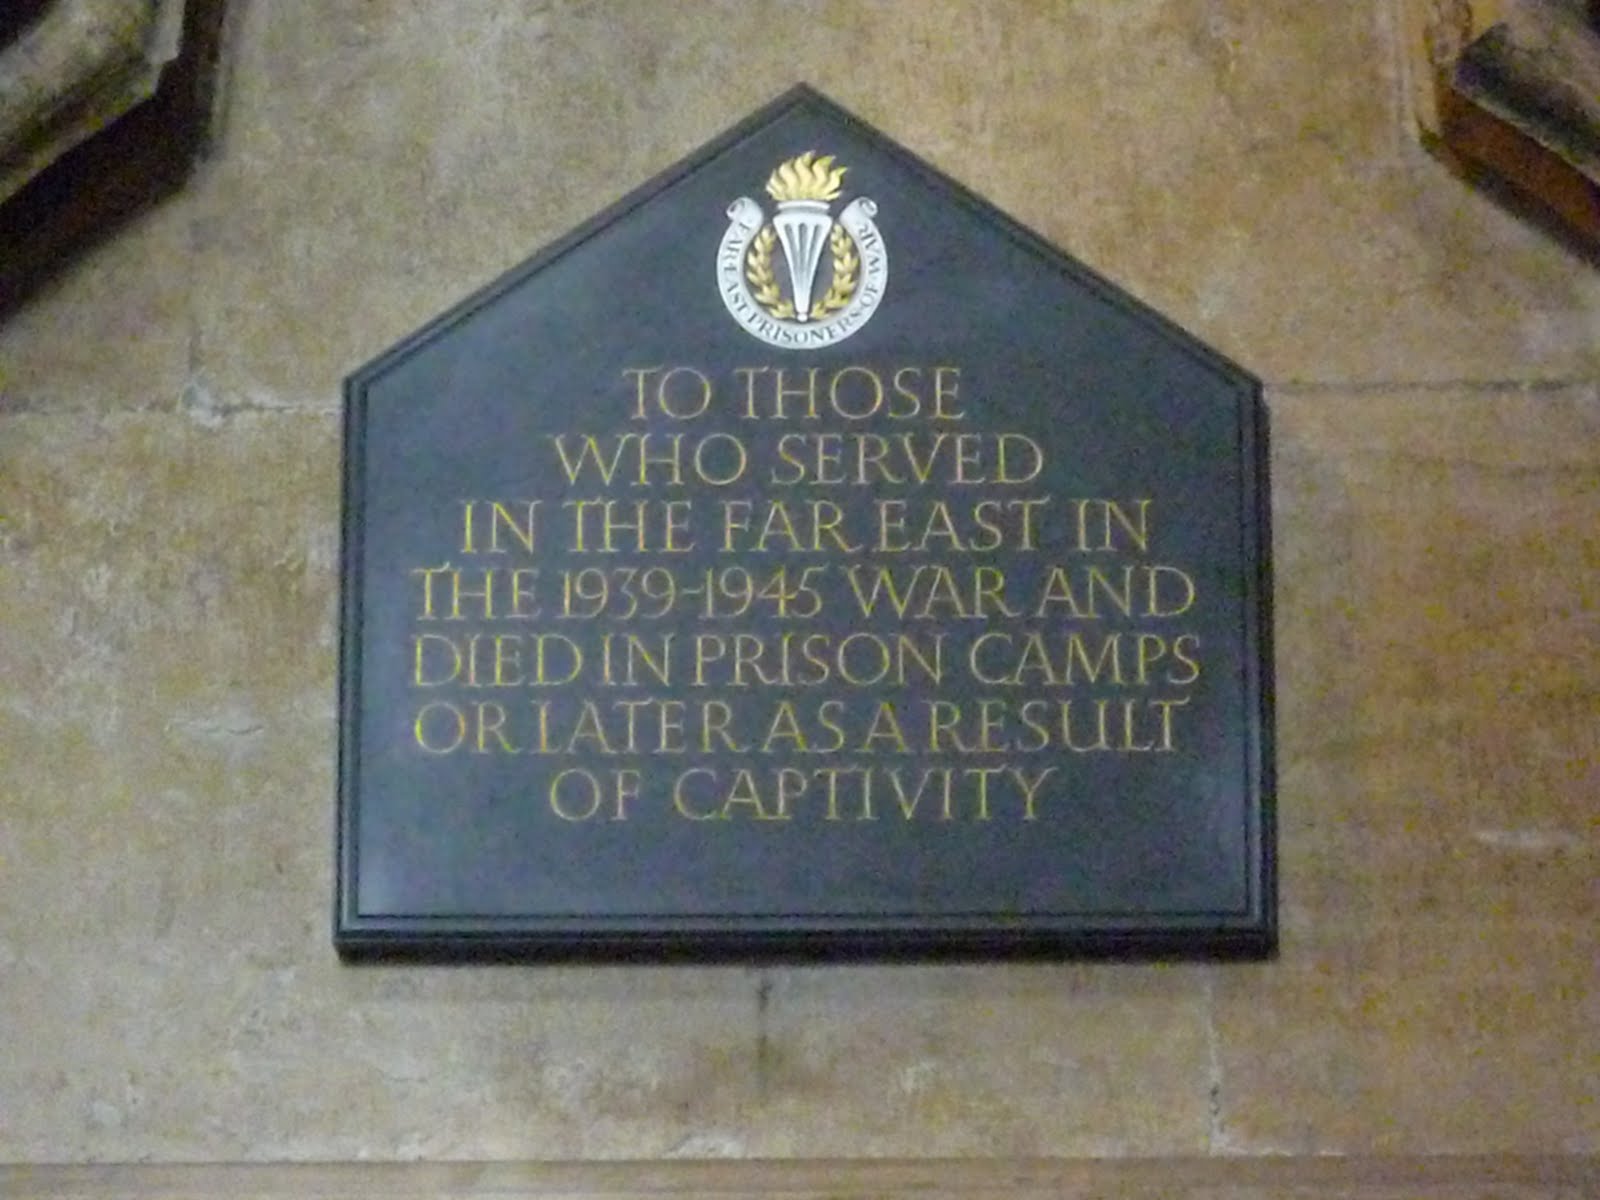 FAR EAST PRISONERS OF WAR
TO THOSE
WHO SERVED
IN THE FAR EAST IN
THE 1939-1945 WAR AND
DIED IN PRISON CAMPS
OR LATER AS A RESULT
OF CAPTIVITY